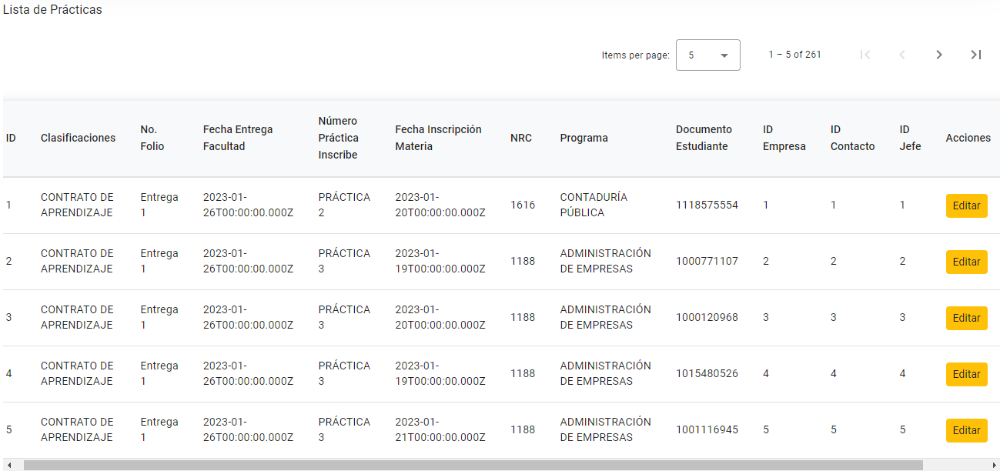 Lista de Prácticas
Items per page: 5 1 – 5 of 261
ID Clasificaciones No. Folio Fecha Entrega Facultad Número Práctica Inscribe Fecha Inscripción Materia NRC Programa Documento Estudiante ID Empresa ID Contacto ID Jefe Acciones
1 CONTRATO DE APRENDIZAJE Entrega 1 2023-01-26T00:00:00.000Z PRÁCTICA 2 2023-01-20T00:00:00.000Z 1616 CONTADURÍA PÚBLICA 1118575554 1 1 1 Editar
2 CONTRATO DE APRENDIZAJE Entrega 1 2023-01-26T00:00:00.000Z PRÁCTICA 3 2023-01-19T00:00:00.000Z 1188 ADMINISTRACIÓN DE EMPRESAS 1000771107 2 2 2 Editar
3 CONTRATO DE APRENDIZAJE Entrega 1 2023-01-26T00:00:00.000Z PRÁCTICA 3 2023-01-20T00:00:00.000Z 1188 ADMINISTRACIÓN DE EMPRESAS 1000120968 3 3 3 Editar
4 CONTRATO DE APRENDIZAJE Entrega 1 2023-01-26T00:00:00.000Z PRÁCTICA 3 2023-01-19T00:00:00.000Z 1188 ADMINISTRACIÓN DE EMPRESAS 1015480526 4 4 4 Editar
5 CONTRATO DE APRENDIZAJE Entrega 1 2023-01-26T00:00:00.000Z PRÁCTICA 3 2023-01-21T00:00:00.000Z 1188 ADMINISTRACIÓN DE EMPRESAS 1001116945 5 5 5 Editar